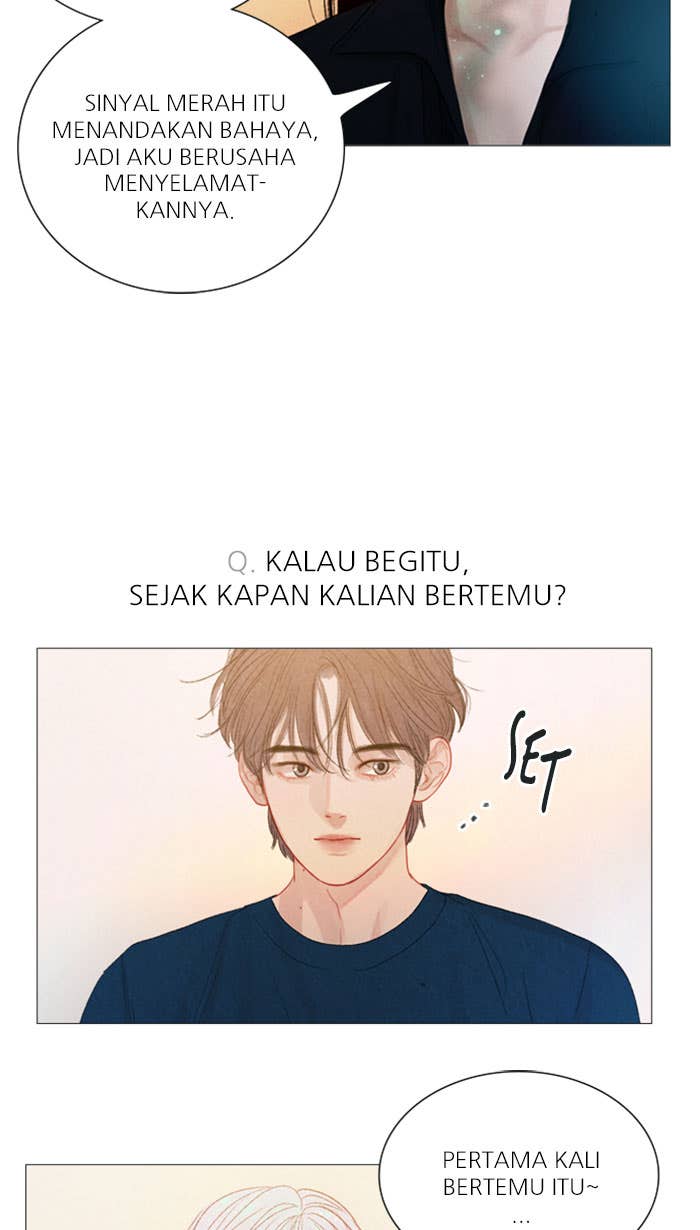 SINYAL MERAH ITU
MENANDAKAN BAHAYA,
JADI AKU BERUSAHA
MENYELAMAT-
KANNYA.
Q. KALAU BEGITU,
SEJAK KAPAN KALIAN BERTEMU?
SET
...
PERTAMA KALI
BERTEMU ITU~
...